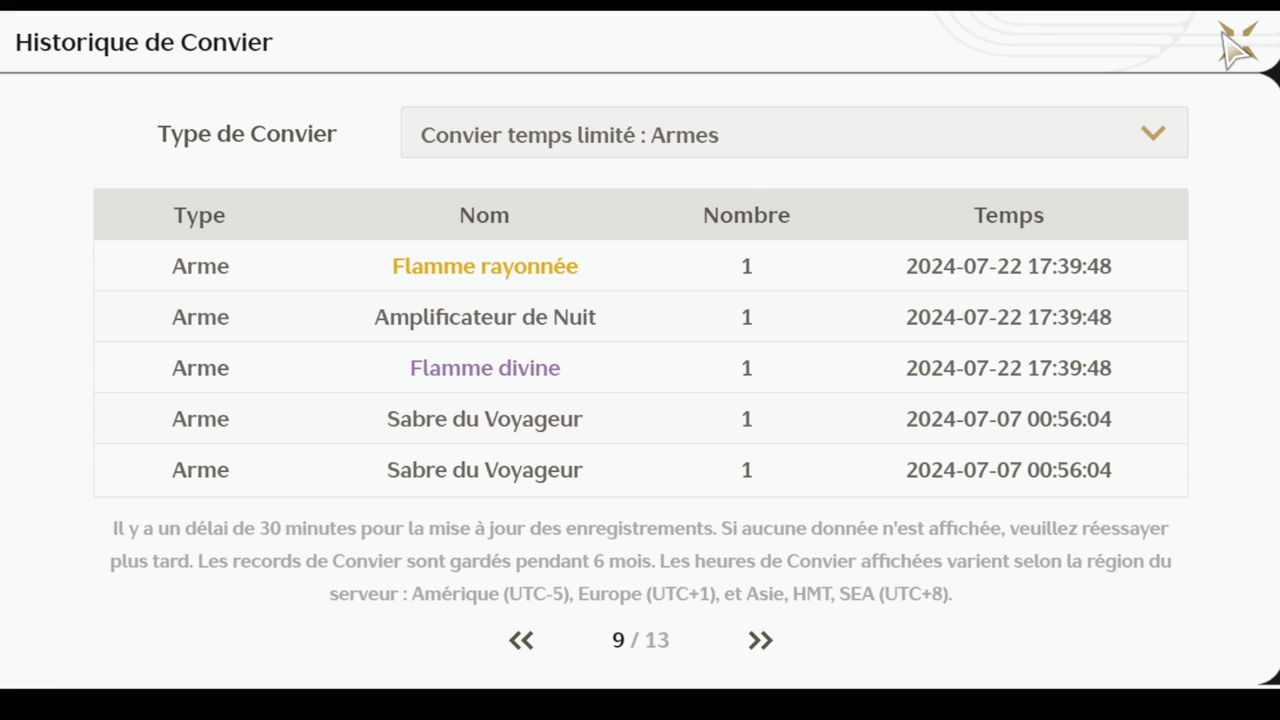 Historique de Convier
Type de Convier Convier temps limité : Armes
Type Nom Nombre Temps
Arme Flamme rayonnée 1 2024-07-22 17:39:48
Arme Amplificateur de Nuit 1 2024-07-22 17:39:48
Arme Flamme divine 1 2024-07-22 17:39:48
Arme Sabre du Voyageur 1 2024-07-07 00:56:04
Arme Sabre du Voyageur 1 2024-07-07 00:56:04
Il y a un délai de 30 minutes pour la mise à jour des enregistrements. Si aucune donnée n'est affichée, veuillez réessayer
plus tard. Les records de Convier sont gardés pendant 6 mois. Les heures de Convier affichées varient selon la région du
serveur : Amérique (UTC-5), Europe (UTC+1), et Asie, HMT, SEA (UTC+8).
9 / 13